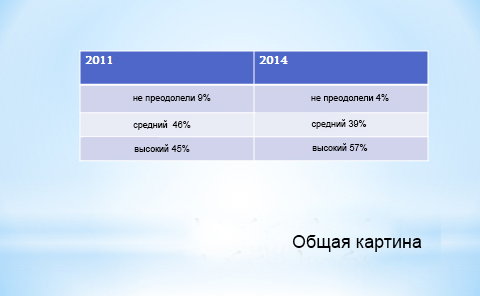 2011 2014
не преодолели 9% не преодолели 4%
средний 46% средний 39%
высокий 45% высокий 57%
Общая картина